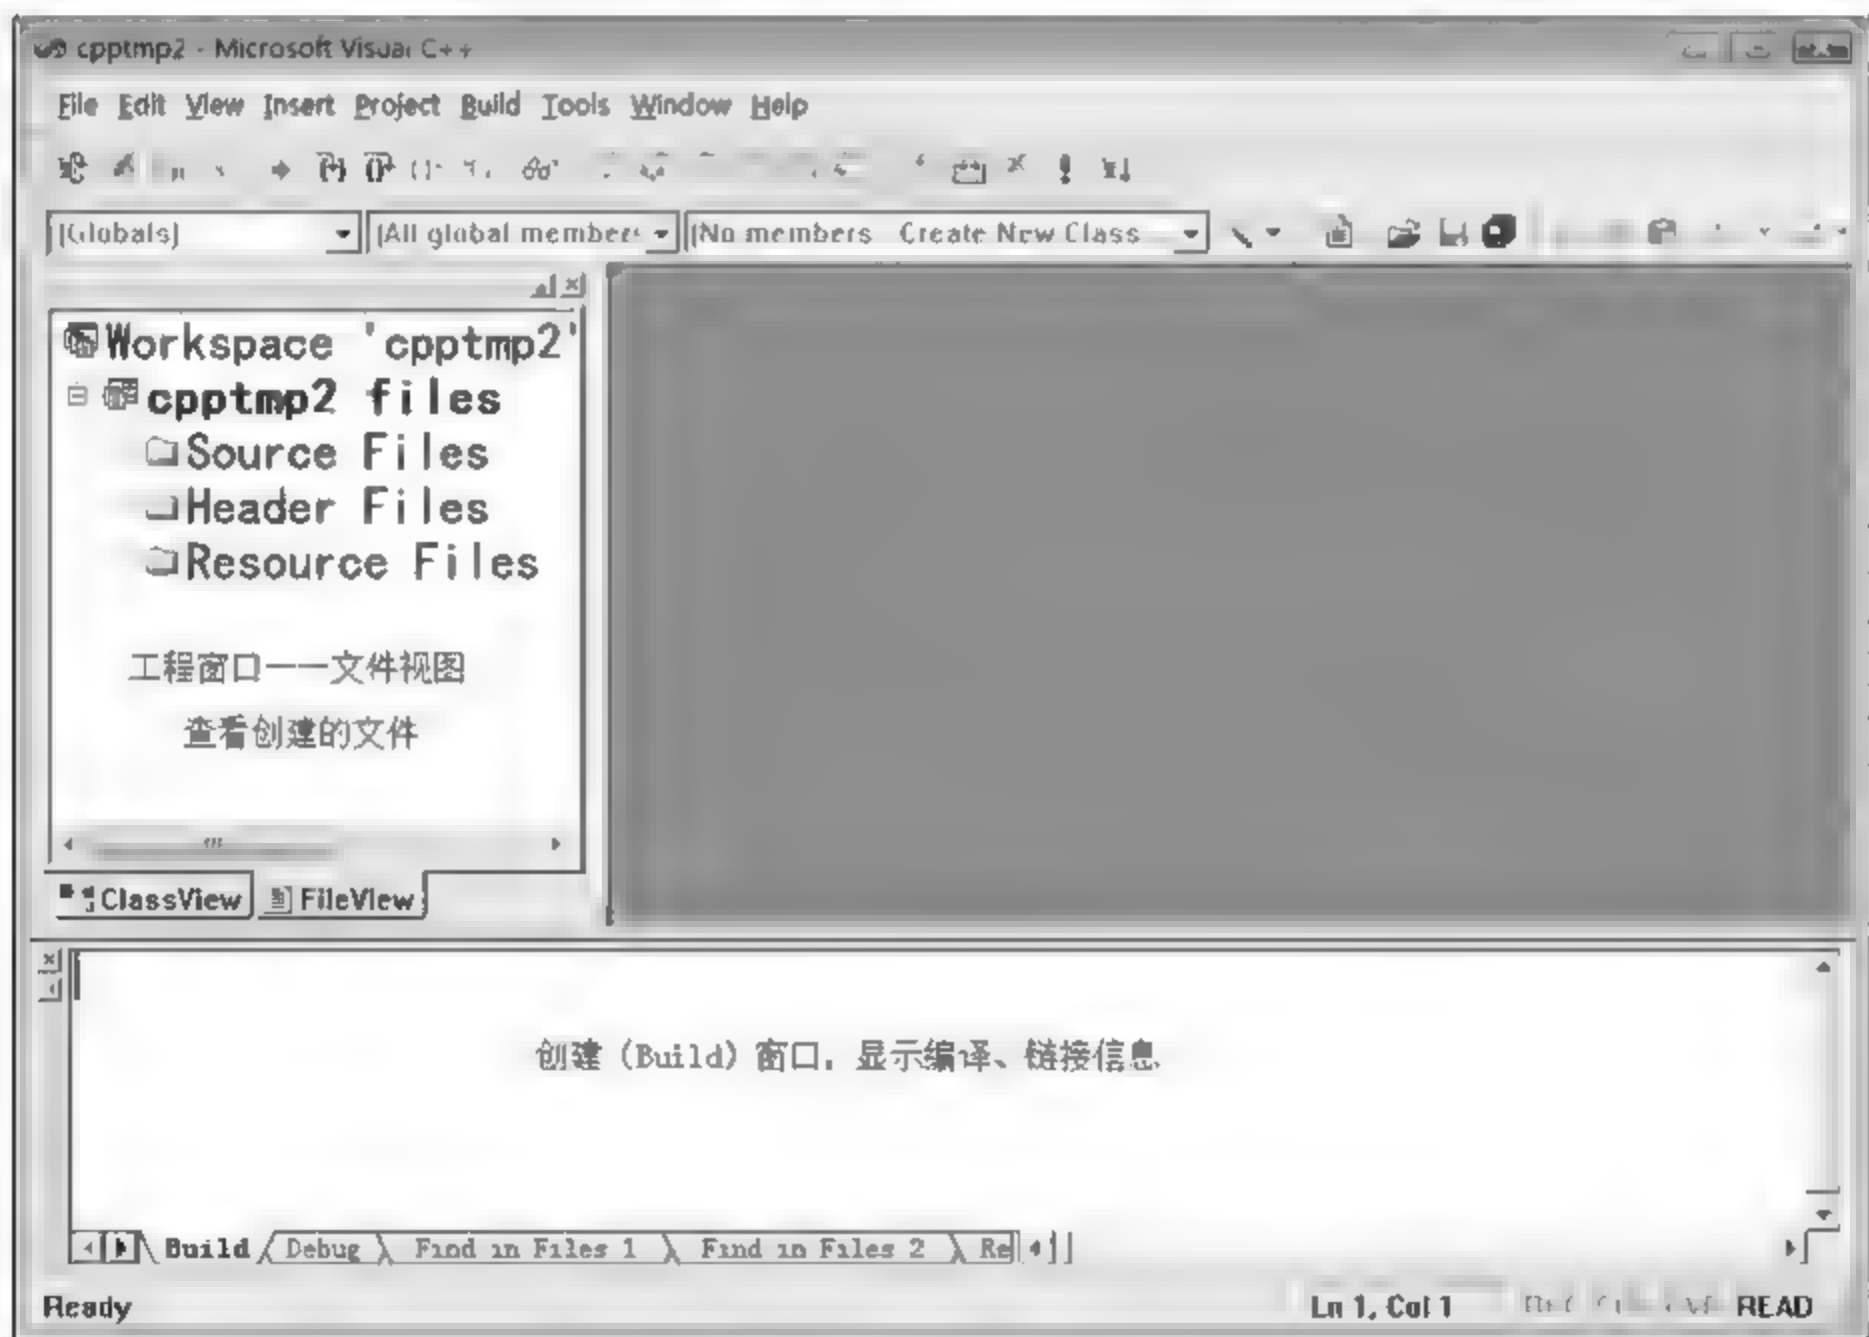 cpptmp2 - Microsoft Visual C++
File Edit View Insert Project Build Tools Window Help
(Globals) (All global members (No members Create New Class
Workspace 'cpptmp2'
cpptmp2 files
Source Files
Header Files
Resource Files
工程窗口——文件视图
查看创建的文件
ClassView FileView
创建（Build）窗口，显示编译、链接信息
Build Debug Find in Files 1 Find in Files 2 Re
Ready Ln 1, Col 1 READ